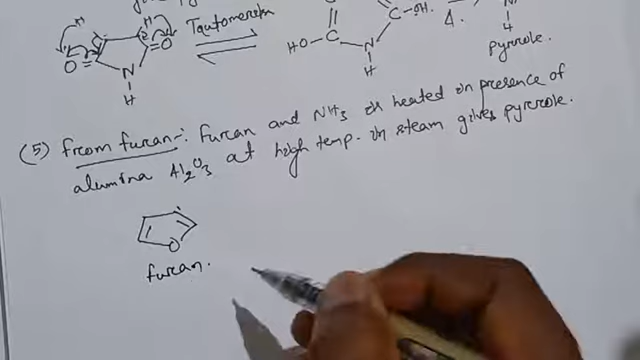 Tautomerism
H H
O O
N
H
HO-C C-OH
N
H
N
H
pyrrole.
(5) From furan :- Furan and NH3 is heated in presence of
alumina Al2O3 at high temp. in steam gives pyrrole.
O
furan.